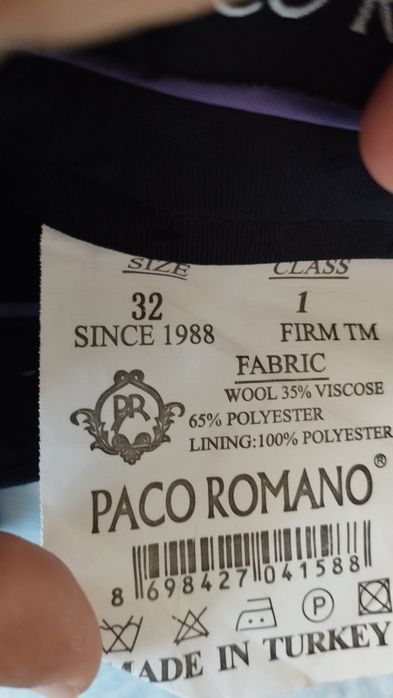 SIZE CLASS
32 1
SINCE 1988 FIRM TM
FABRIC
WOOL 35% VISCOSE
65% POLYESTER
LINING:100% POLYESTER
PR
PACO ROMANO®
8 698427 041588
P
MADE IN TURKEY